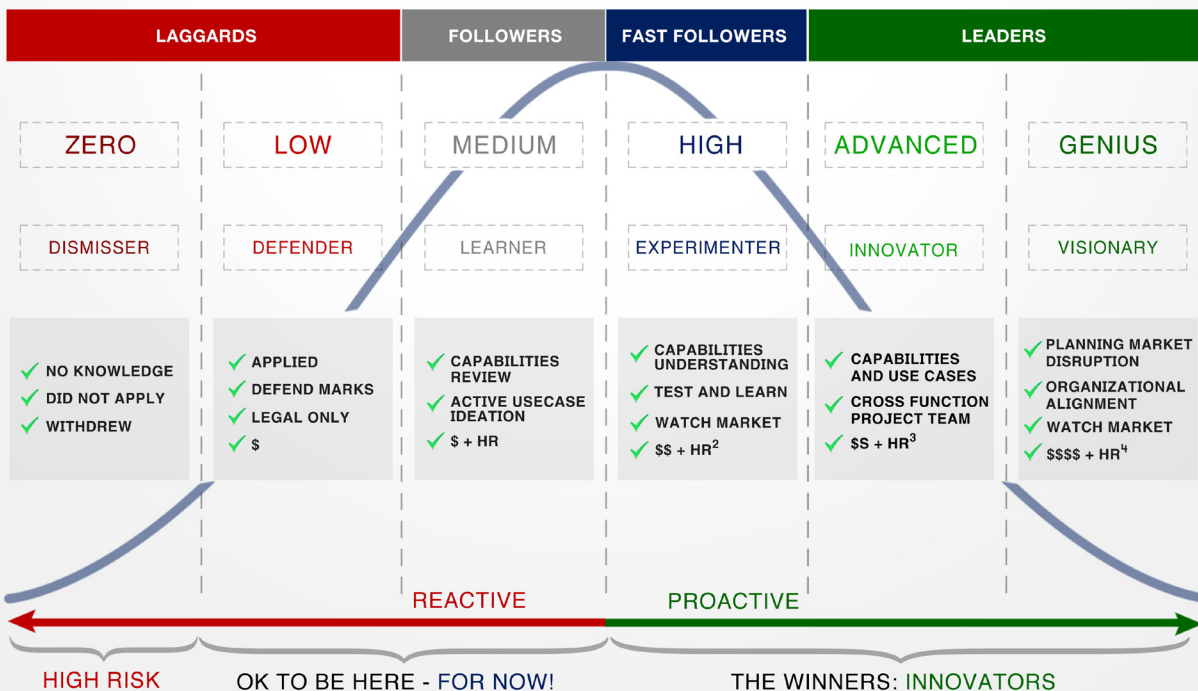 LAGGARDS
FOLLOWERS
FAST FOLLOWERS
LEADERS
ZERO
LOW
MEDIUM
HIGH
ADVANCED
GENIUS
DISMISSER
DEFENDER
LEARNER
EXPERIMENTER
INNOVATOR
VISIONARY
NO KNOWLEDGE
DID NOT APPLY
WITHDREW
APPLIED
DEFEND MARKS
LEGAL ONLY
$
CAPABILITIES
REVIEW
ACTIVE USECASE
IDEATION
$ + HR
CAPABILITIES
UNDERSTANDING
TEST AND LEARN
WATCH MARKET
$$ + HR²
CAPABILITIES
AND USE CASES
CROSS FUNCTION
PROJECT TEAM
$S + HR³
PLANNING MARKET
DISRUPTION
ORGANIZATIONAL
ALIGNMENT
WATCH MARKET
$$$$ + HR⁴
REACTIVE
PROACTIVE
HIGH RISK
OK TO BE HERE - FOR NOW!
THE WINNERS: INNOVATORS